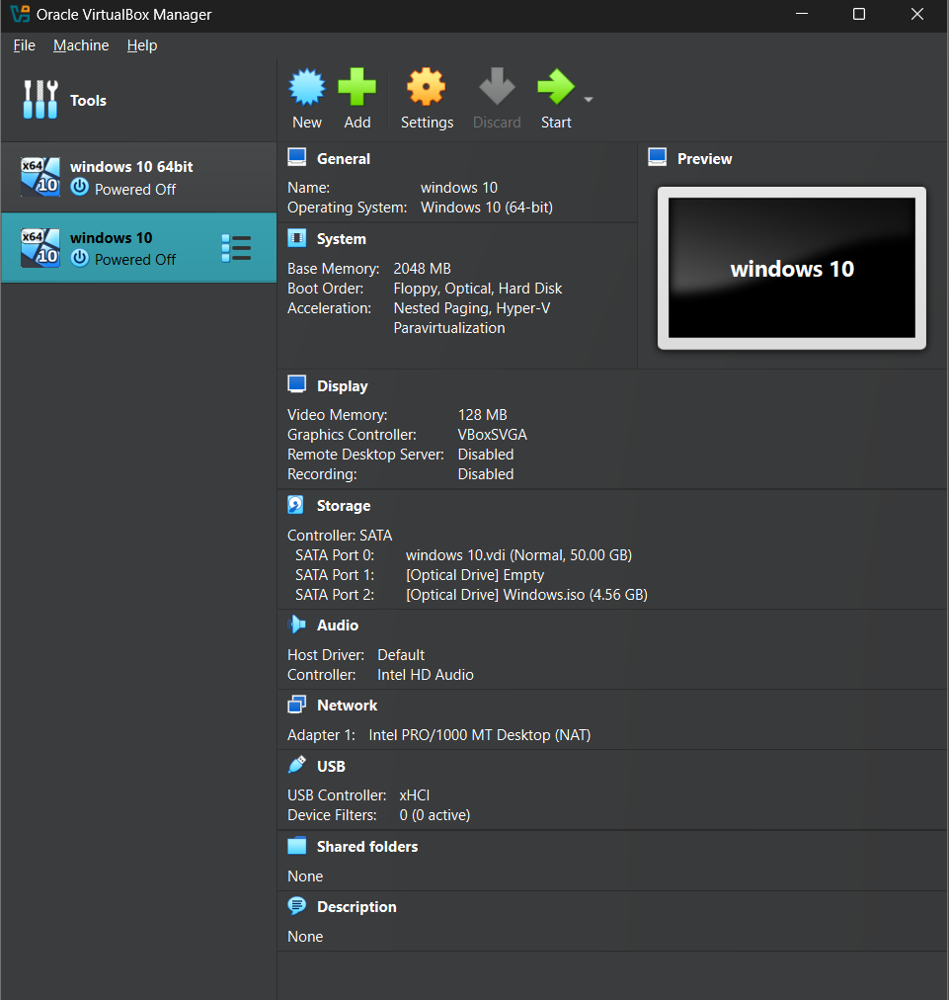 Oracle VirtualBox Manager
File Machine Help
Tools
New Add Settings Discard Start
windows 10 64bit
Powered Off
windows 10
Powered Off
General
Name: windows 10
Operating System: Windows 10 (64-bit)
System
Base Memory: 2048 MB
Boot Order: Floppy, Optical, Hard Disk
Acceleration: Nested Paging, Hyper-V
Paravirtualization
Preview
windows 10
Display
Video Memory: 128 MB
Graphics Controller: VBoxSVGA
Remote Desktop Server: Disabled
Recording: Disabled
Storage
Controller: SATA
SATA Port 0: windows 10.vdi (Normal, 50.00 GB)
SATA Port 1: [Optical Drive] Empty
SATA Port 2: [Optical Drive] Windows.iso (4.56 GB)
Audio
Host Driver: Default
Controller: Intel HD Audio
Network
Adapter 1: Intel PRO/1000 MT Desktop (NAT)
USB
USB Controller: xHCI
Device Filters: 0 (0 active)
Shared folders
None
Description
None
x64
10
x64
10